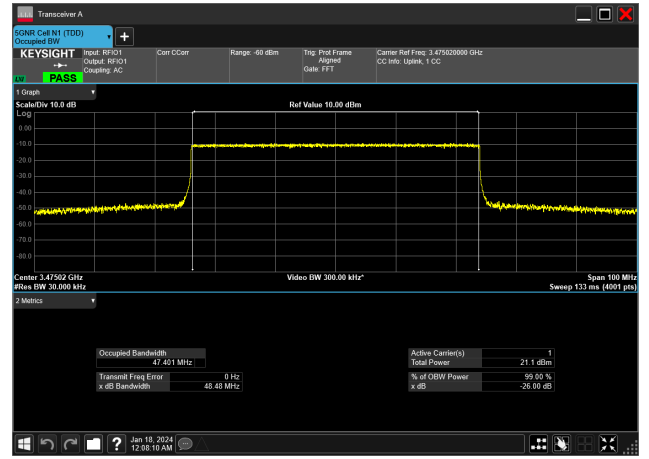 Transceiver A
5GNR Cell N1 (TDD)
Occupied BW
KEYSIGHT
LNI
PASS
Input: RFIO1
Output: RFIO1
Coupling: AC
Corr CCorr
Range: -60 dBm
Trig: Prot Frame
Aligned
Gate: FFT
Carrier Ref Freq: 3.475020000 GHz
CC Info: Uplink, 1 CC
1 Graph
Scale/Div 10.0 dB
Ref Value 10.00 dBm
Log
0.00
-10.0
-20.0
-30.0
-40.0
-50.0
-60.0
-70.0
-80.0
Center 3.47502 GHz
Video BW 300.00 kHz*
Span 100 MHz
#Res BW 30.000 kHz
Sweep 133 ms (4001 pts)
2 Metrics
Occupied Bandwidth
47.401 MHz
Transmit Freq Error 0 Hz
x dB Bandwidth 48.48 MHz
Active Carrier(s) 1
Total Power 21.1 dBm
% of OBW Power 99.00 %
x dB -26.00 dB
Jan 18, 2024
12:08:10 AM